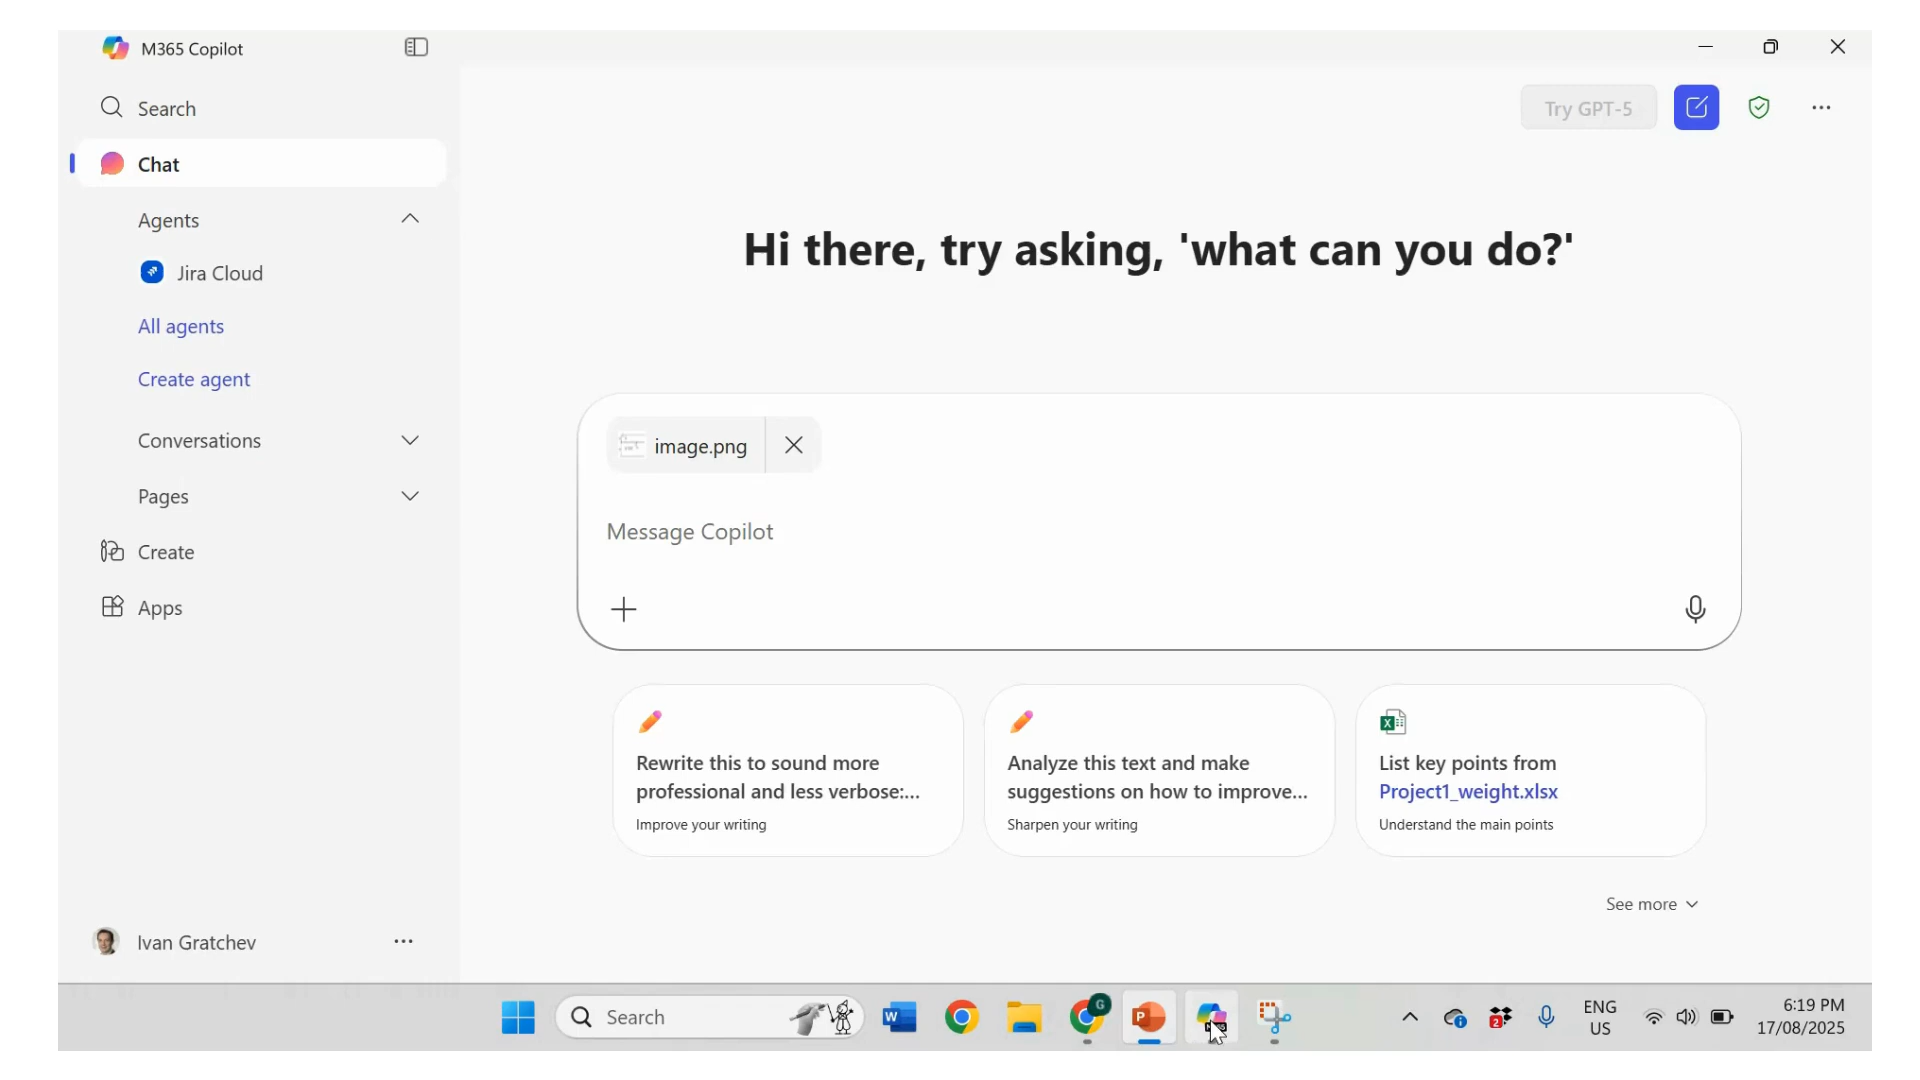 M365 Copilot
Search
Chat
Agents
Jira Cloud
All agents
Create agent
Conversations
Pages
Create
Apps
Ivan Gratchev
Try GPT-5
Hi there, try asking, 'what can you do?'
image.png
Message Copilot
Rewrite this to sound more
professional and less verbose:...
Improve your writing
Analyze this text and make
suggestions on how to improve...
Sharpen your writing
List key points from
Project1_weight.xlsx
Understand the main points
See more
Search
W
G
P
2
ENG
US
6:19 PM
17/08/2025